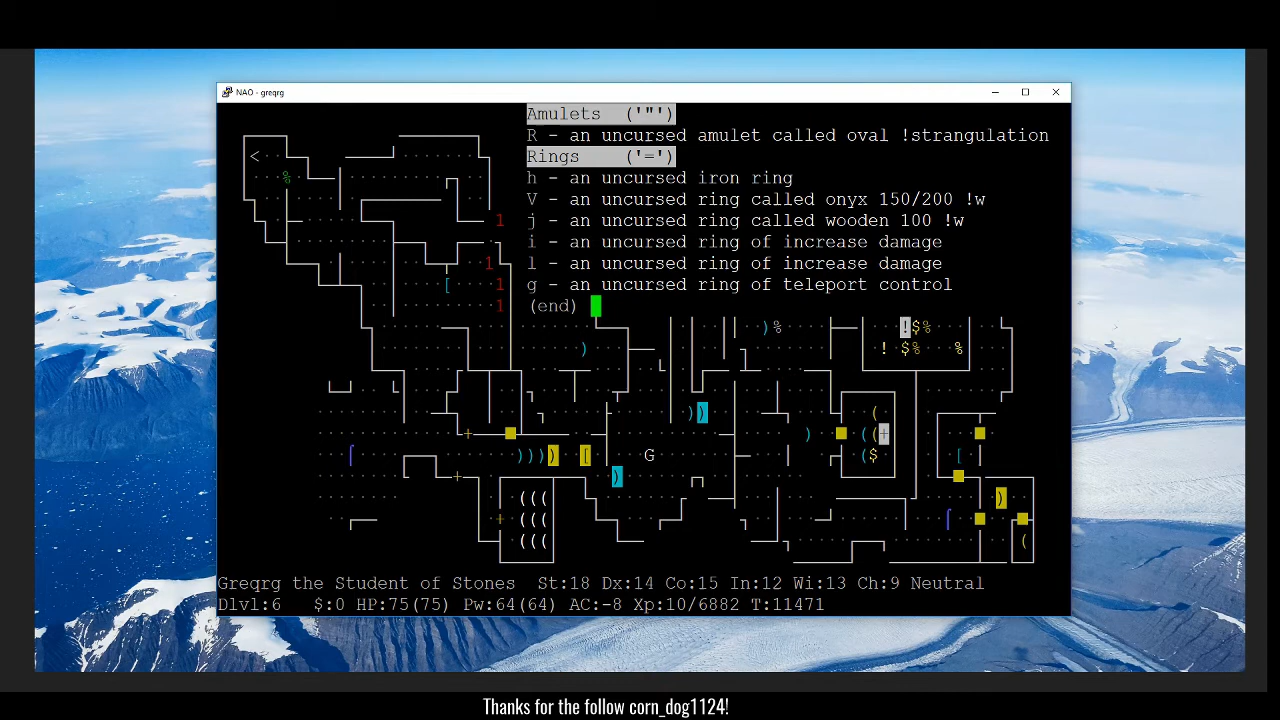 NAO - greqrg
Amulets ('"')
R - an uncursed amulet called oval !strangulation
Rings ('=')
h - an uncursed iron ring
V - an uncursed ring called onyx 150/200 !w
j - an uncursed ring called wooden 100 !w
i - an uncursed ring of increase damage
l - an uncursed ring of increase damage
g - an uncursed ring of teleport control
(end)
Greqrg the Student of Stones St:18 Dx:14 Co:15 In:12 Wi:13 Ch:9 Neutral
Dlvl:6 $:0 HP:75(75) Pw:64(64) AC:-8 Xp:10/6882 T:11471
Thanks for the follow corn_dog1124!